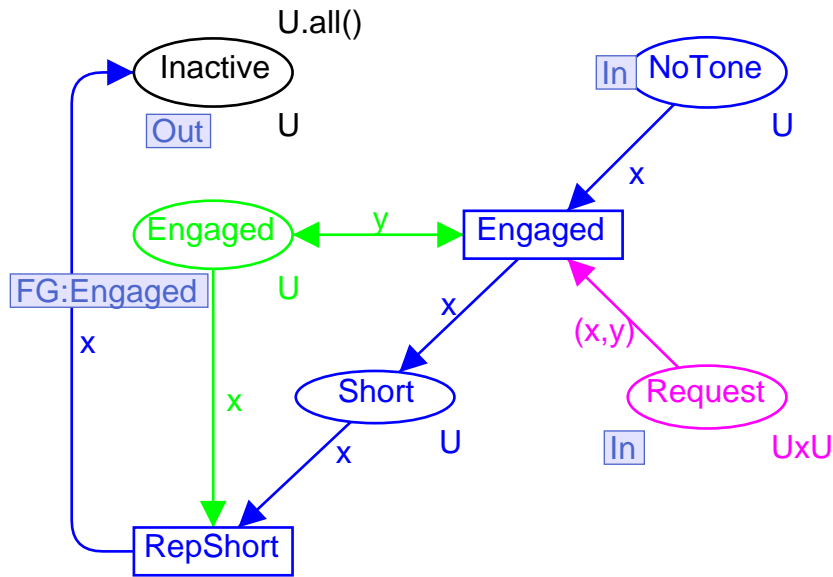 U.all()
Inactive
In
NoTone
Out
U
U
x
Engaged
y
Engaged
FG:Engaged
U
x
x
(x,y)
x
Short
Request
x
U
In
UxU
RepShort